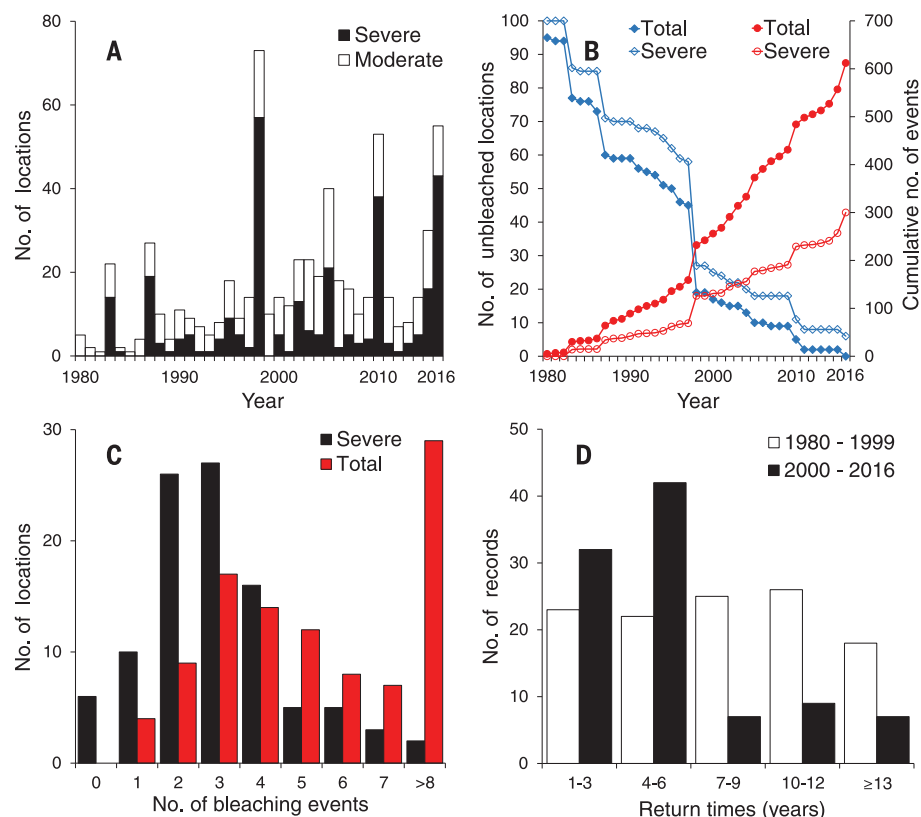 A
Severe
Moderate
No. of locations
80
60
40
20
0
1980
1990
2000
2010
2016
Year
B
Total
Severe
Total
Severe
No. of unbleached locations
100
90
80
70
60
50
40
30
20
10
0
Cumulative no. of events
700
600
500
400
300
200
100
0
1980
1990
2000
2010
2016
Year
C
Severe
Total
No. of locations
30
20
10
0
0
1
2
3
4
5
6
7
>8
No. of bleaching events
D
1980 - 1999
2000 - 2016
No. of records
50
40
30
20
10
0
1-3
4-6
7-9
10-12
≥13
Return times (years)